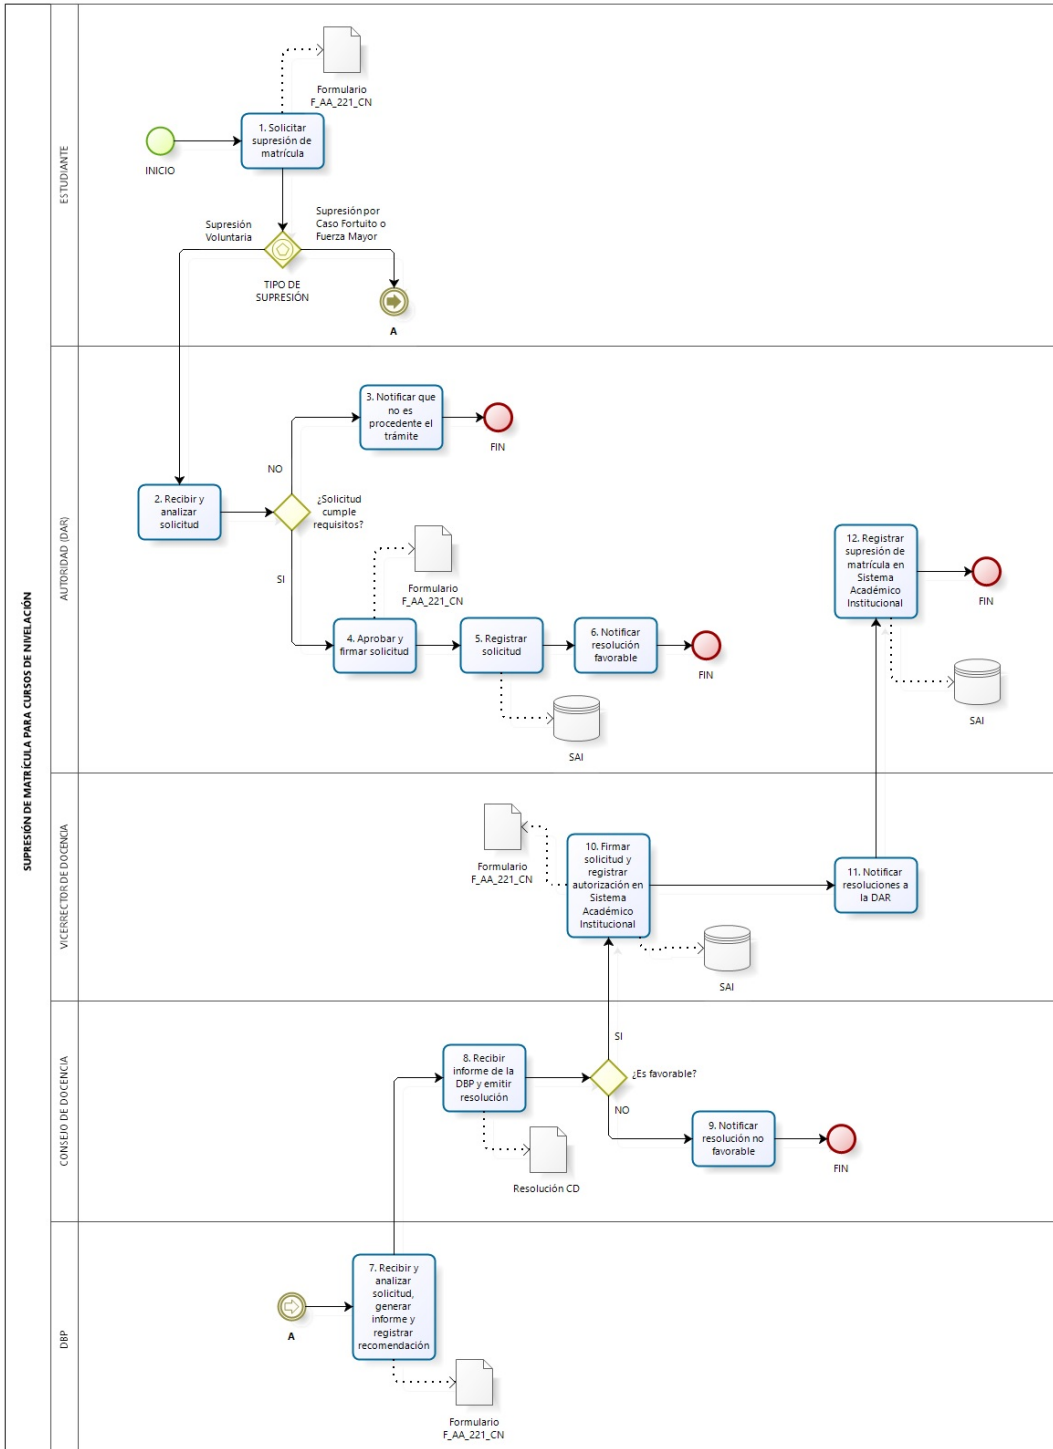 SUPRESIÓN DE MATRÍCULA PARA CURSOS DE NIVELACIÓN
ESTUDIANTE
Formulario
F_AA_221_CN
1. Solicitar
supresión de
matrícula
INICIO
Supresión
Voluntaria
Supresión por
Caso Fortuito o
Fuerza Mayor
TIPO DE
SUPRESIÓN
A
AUTORIDAD (DAR)
3. Notificar que
no es
procedente el
trámite
FIN
NO
2. Recibir y
analizar
solicitud
¿Solicitud
cumple
requisitos?
SI
Formulario
F_AA_221_CN
4. Aprobar y
firmar solicitud
5. Registrar
solicitud
6. Notificar
resolución
favorable
FIN
SAI
12. Registrar
supresión de
matrícula en
Sistema
Académico
Institucional
FIN
SAI
VICERRECTOR DE DOCENCIA
Formulario
F_AA_221_CN
10. Firmar
solicitud y
registrar
autorización en
Sistema
Académico
Institucional
11. Notificar
resoluciones a
la DAR
SAI
CONSEJO DE DOCENCIA
SI
8. Recibir
informe de la
DBP y emitir
resolución
¿Es favorable?
NO
9. Notificar
resolución no
favorable
FIN
Resolución CD
DBP
A
7. Recibir y
analizar
solicitud,
generar
informe y
registrar
recomendación
Formulario
F_AA_221_CN